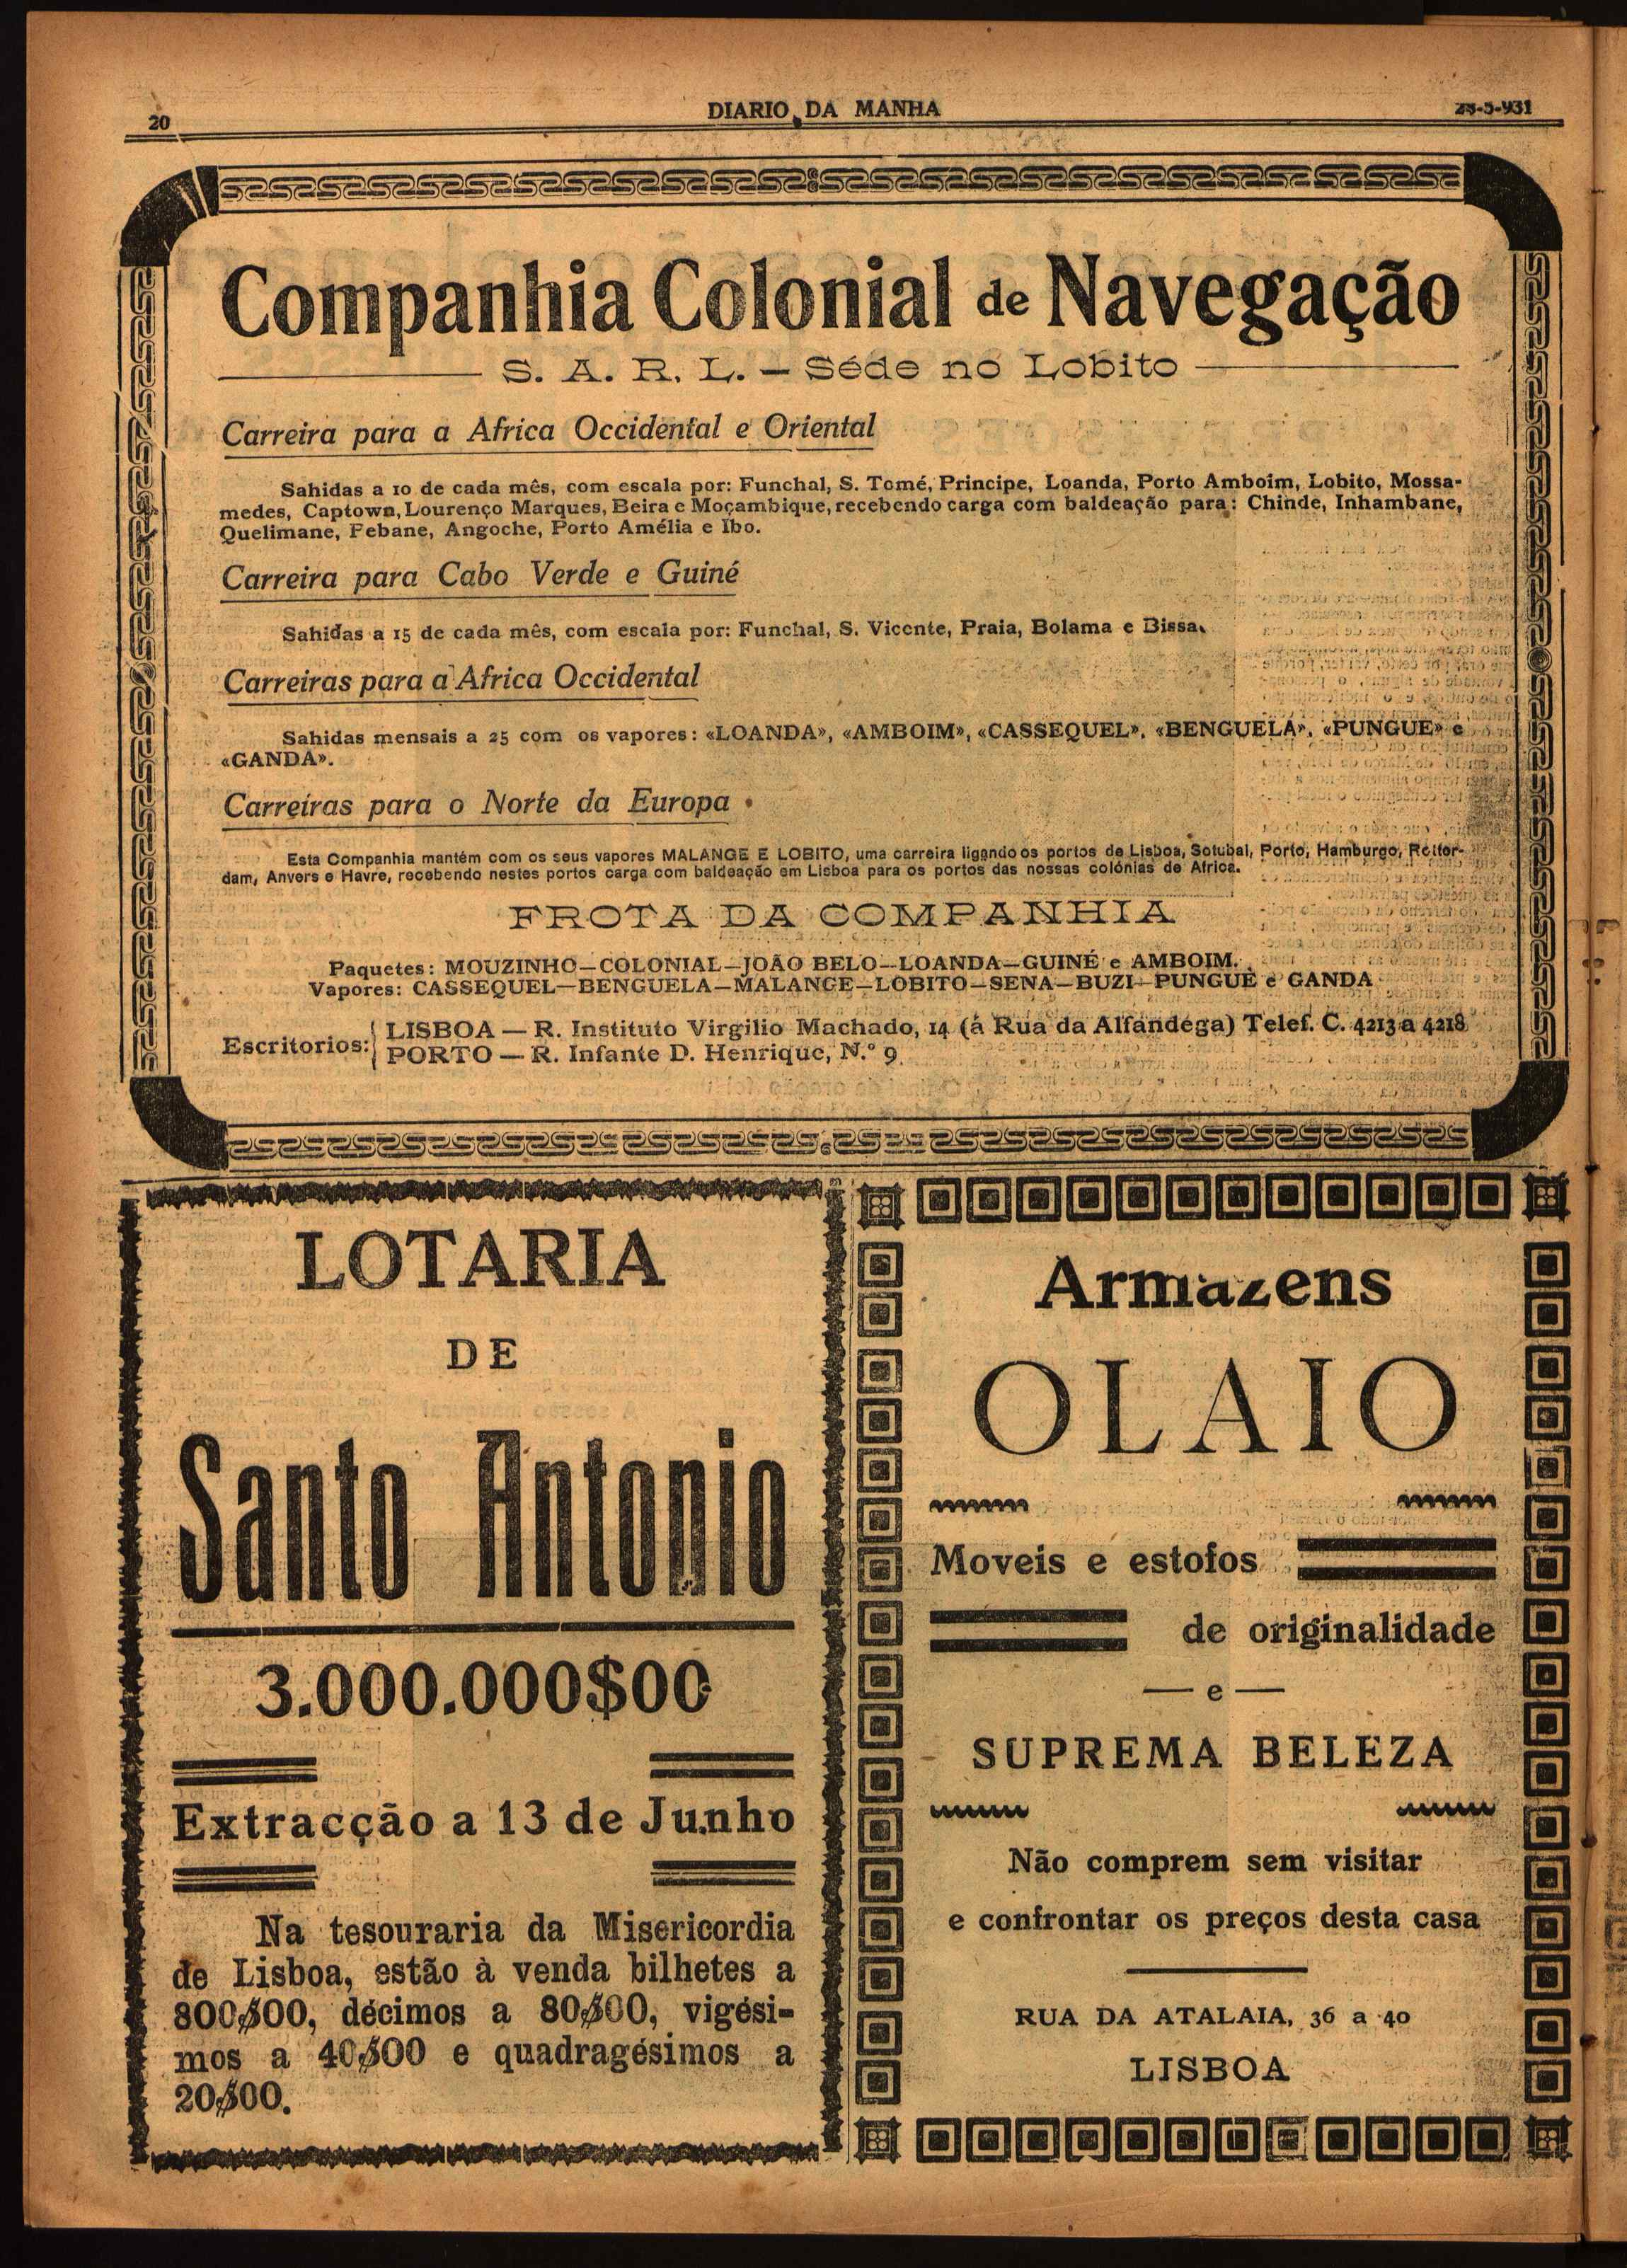 20
DIARIO DA MANHA
-5-931
Companhia Colonial de Navegação
S. A. R. L. — Séde no Lobito
Carreira para a Africa Occidental e Oriental
Sahidas a 10 de cada mês, com escala por: Funchal, S. Tomé, Principe, Loanda, Porto Amboim, Lobito, Mossa-
medes, Captown, Lourenço Marques, Beira e Moçambique, recebendo carga com baldeação para: Chinde, Inhambane,
Quelimane, Pebane, Angoche, Porto Amélia e Ibo.
Carreira para Cabo Verde e Guiné
Sahidas a 15 de cada mês, com escala por: Funchal, S. Vicente, Praia, Bolama e Bissa.
Carreiras para a Africa Occidental
Sahidas mensais a 25 com os vapores: «LOANDA», «AMBOIM», «CASSEQUEL», «BENGUELA», «PUNGUE» e
«GANDA».
Carreiras para o Norte da Europa
Esta Companhia mantém com os seus vapores MALANGE E LOBITO, uma carreira ligando os portos de Lisboa, Setubal, Porto, Hamburgo, Rotter-
dam, Anvers e Havre, recebendo nestes portos carga com baldeação em Lisboa para os portos das nossas colónias de Africa.
FROTA DA COMPANHIA
Paquetes: MOUZINHO—COLONIAL—JOÃO BELO—LOANDA—GUINÉ e AMBOIM.
Vapores: CASSEQUEL—BENGUELA—MALANGE—LOBITO—SENA—BUZI—PUNGUE e GANDA
Escritorios: LISBOA — R. Instituto Virgilio Machado, 14 (á Rua da Alfandéga) Telef. C. 4213 a 4218
PORTO — R. Infante D. Henrique, N.º 9
LOTARIA
DE
Santo Antonio
3.000.000$00
Extracção a 13 de Junho
Na tesouraria da Misericordia
de Lisboa, estão à venda bilhetes a
800$00, décimos a 80$00, vigési-
mos a 40$00 e quadragésimos a
20$00.
Armazens
OLAIO
Moveis e estofos
de originalidade
— e —
SUPREMA BELEZA
Não comprem sem visitar
e confrontar os preços desta casa
RUA DA ATALAIA, 36 a 40
LISBOA